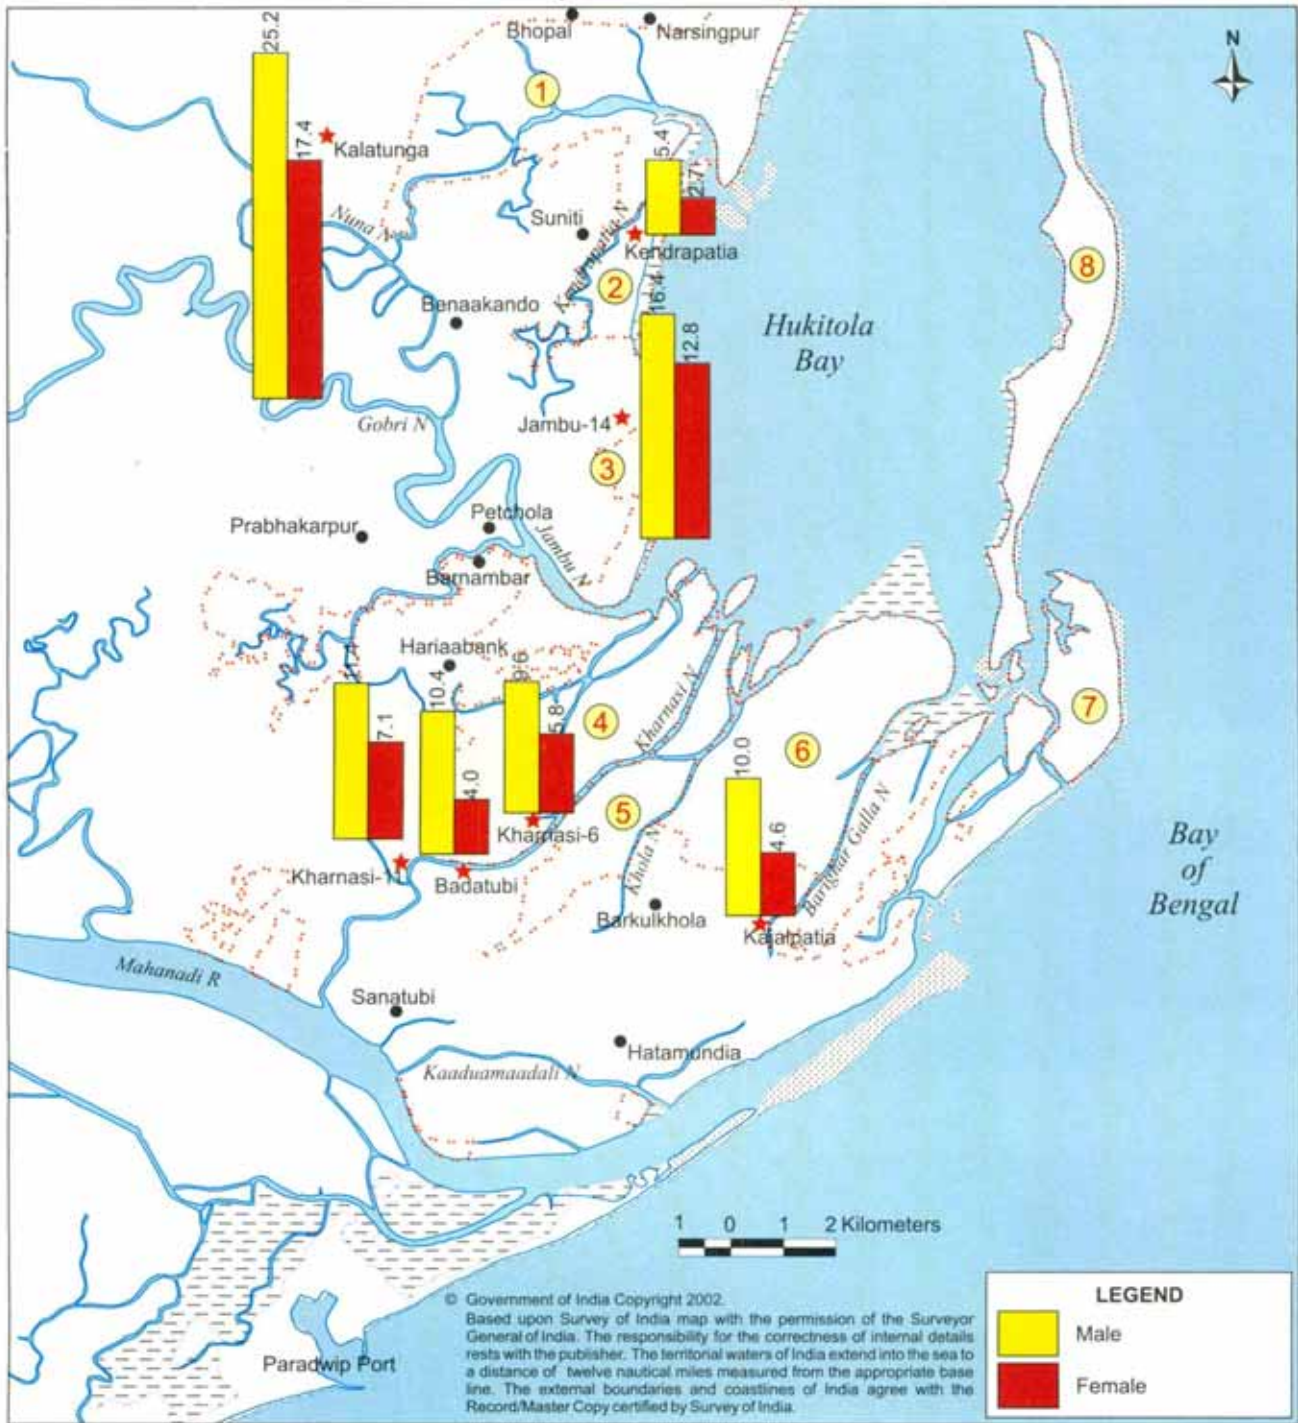 Bhopal
Narsingpur
N
25.2
1
17.4
Kalatunga
5.4
2.7
Nuna N
Suniti
Kendrapatia N
Kendrapatia
8
2
16.4
Benaakando
Hukitola
Bay
12.8
Gobri N
Jambu-14
3
Petchola
Prabhakarpur
Jambu N
Barnambar
Hariaabank
10.4
9.6
Kharnasi N
7.1
5.8
4
7
4.0
6
10.0
5
Kharnasi-6
4.6
Khola N
Barighar Galla N
Bay
of
Bengal
Kharnasi-11
Badatubi
Barkulkhola
Kajalpatia
Mahanadi R
Sanatubi
Hatamundia
Kaaduamaadali N
1 0 1 2 Kilometers
Paradwip Port
© Government of India Copyright 2002.
Based upon Survey of India map with the permission of the Surveyor
General of India. The responsibility for the correctness of internal details
rests with the publisher. The territorial waters of India extend into the sea to
a distance of twelve nautical miles measured from the appropriate base
line. The external boundaries and coastlines of India agree with the
Record/Master Copy certified by Survey of India.
LEGEND
Male
Female